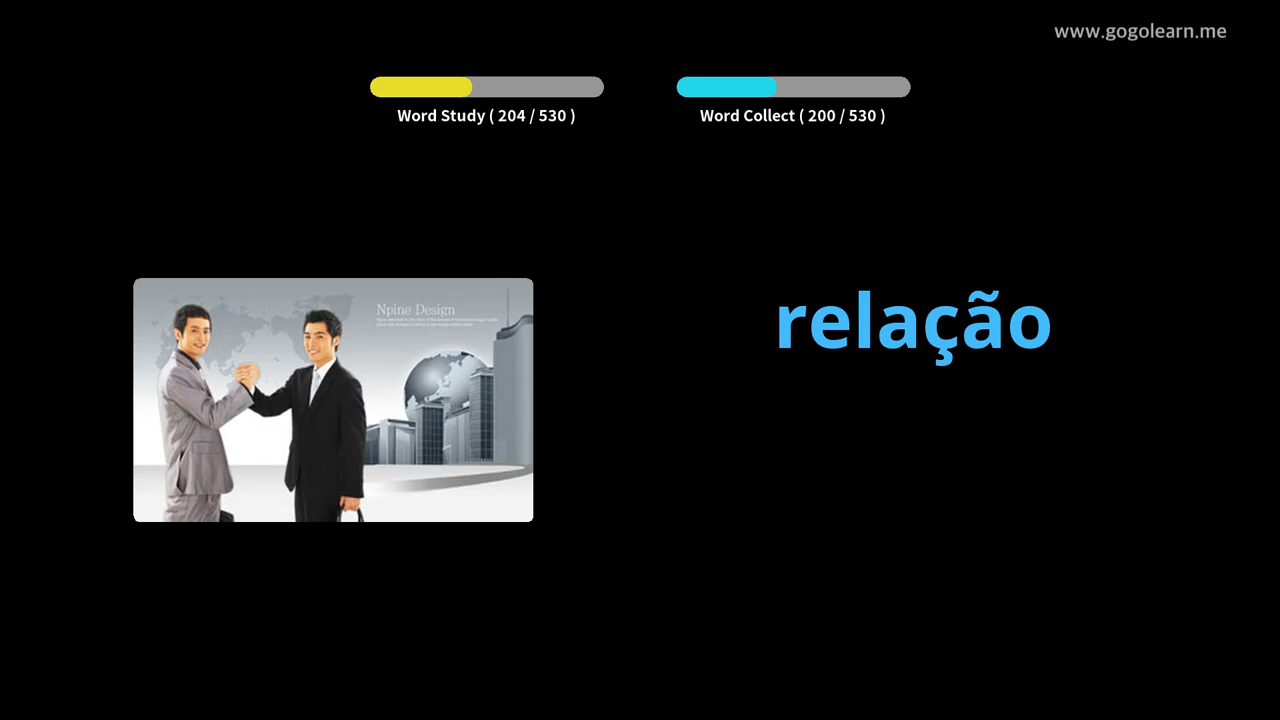 www.gogolearn.me
Word Study ( 204 / 530 )
Word Collect ( 200 / 530 )
Npine Design
relação